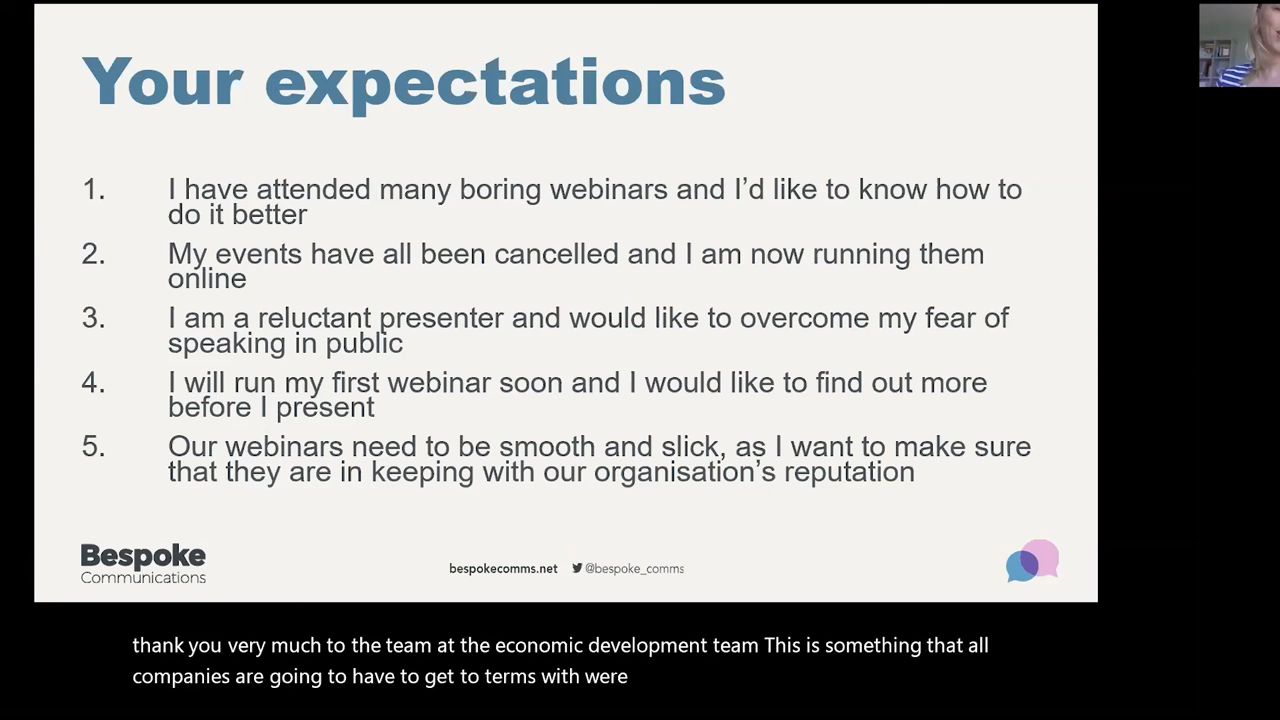 Your expectations
1. I have attended many boring webinars and I’d like to know how to
do it better
2. My events have all been cancelled and I am now running them
online
3. I am a reluctant presenter and would like to overcome my fear of
speaking in public
4. I will run my first webinar soon and I would like to find out more
before I present
5. Our webinars need to be smooth and slick, as I want to make sure
that they are in keeping with our organisation’s reputation
Bespoke
Communications
bespokecomms.net @bespoke_comms
thank you very much to the team at the economic development team This is something that all
companies are going to have to get to terms with were